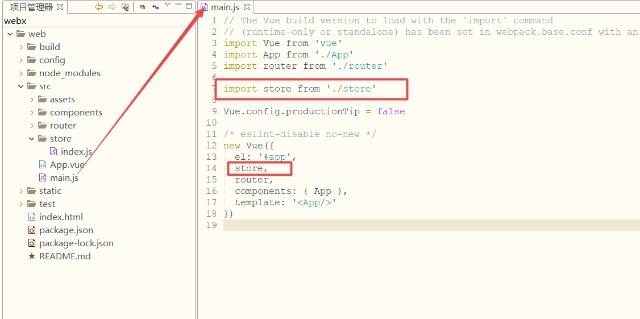 项目管理器
webx
web
build
config
node_modules
src
assets
components
router
store
index.js
App.vue
main.js
static
test
index.html
package.json
package-lock.json
README.md
main.js
1 // The Vue build version to load with the `import` command
2 // (runtime-only or standalone) has been set in webpack.base.conf with an
3 import Vue from 'vue'
4 import App from './App'
5 import router from './router'
6
7 import store from './store'
8
9 Vue.config.productionTip = false
10
11 /* eslint-disable no-new */
12 new Vue({
13 el: '#app',
14 store,
15 router,
16 components: { App },
17 template: '<App/>'
18 })
19